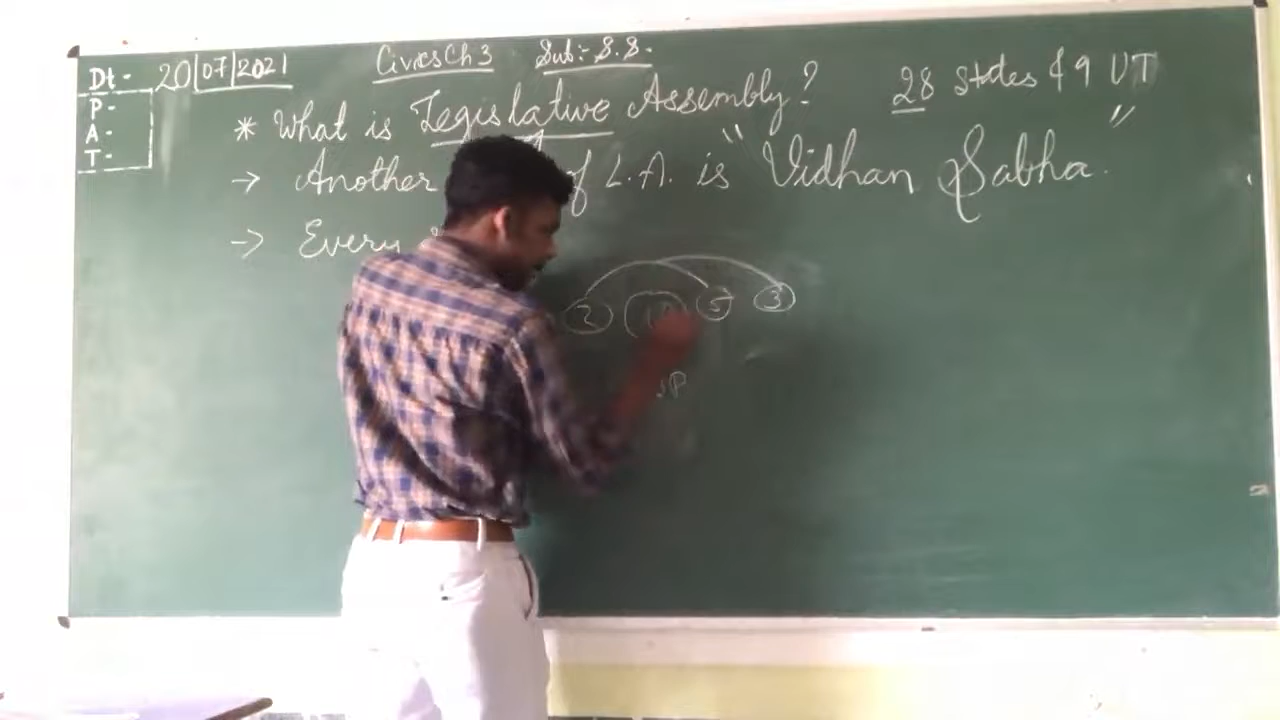 Dt- 20/07/2021 Civics Ch 3 Sub:- S.S.
P-
A-
T-
* What is Legislative Assembly? 28 States & 9 UT
→ Another of L.A. is "Vidhan Sabha."
→ Every
2 5 3